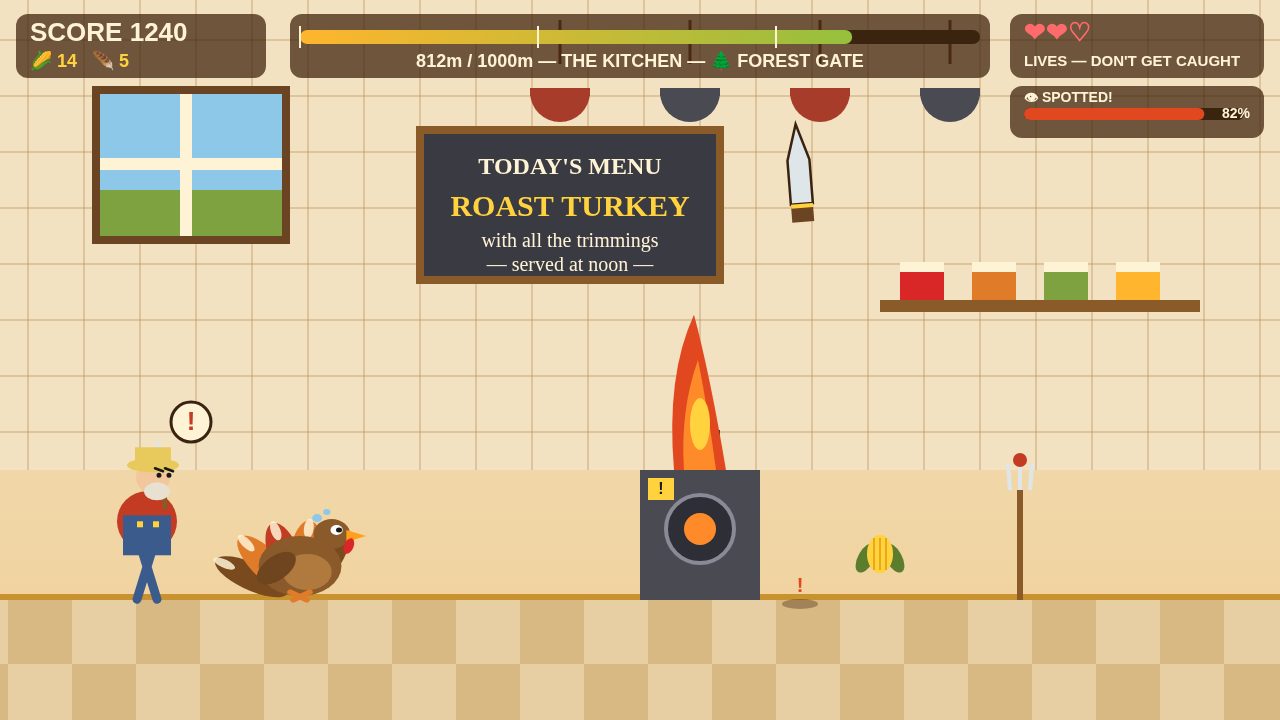 SCORE 1240
🌽 14 🪶 5
812m / 1000m — THE KITCHEN — 🌲 FOREST GATE
❤❤♡
LIVES — DON'T GET CAUGHT
👁 SPOTTED!
82%
TODAY'S MENU
ROAST TURKEY
with all the trimmings
— served at noon —
!
!
!